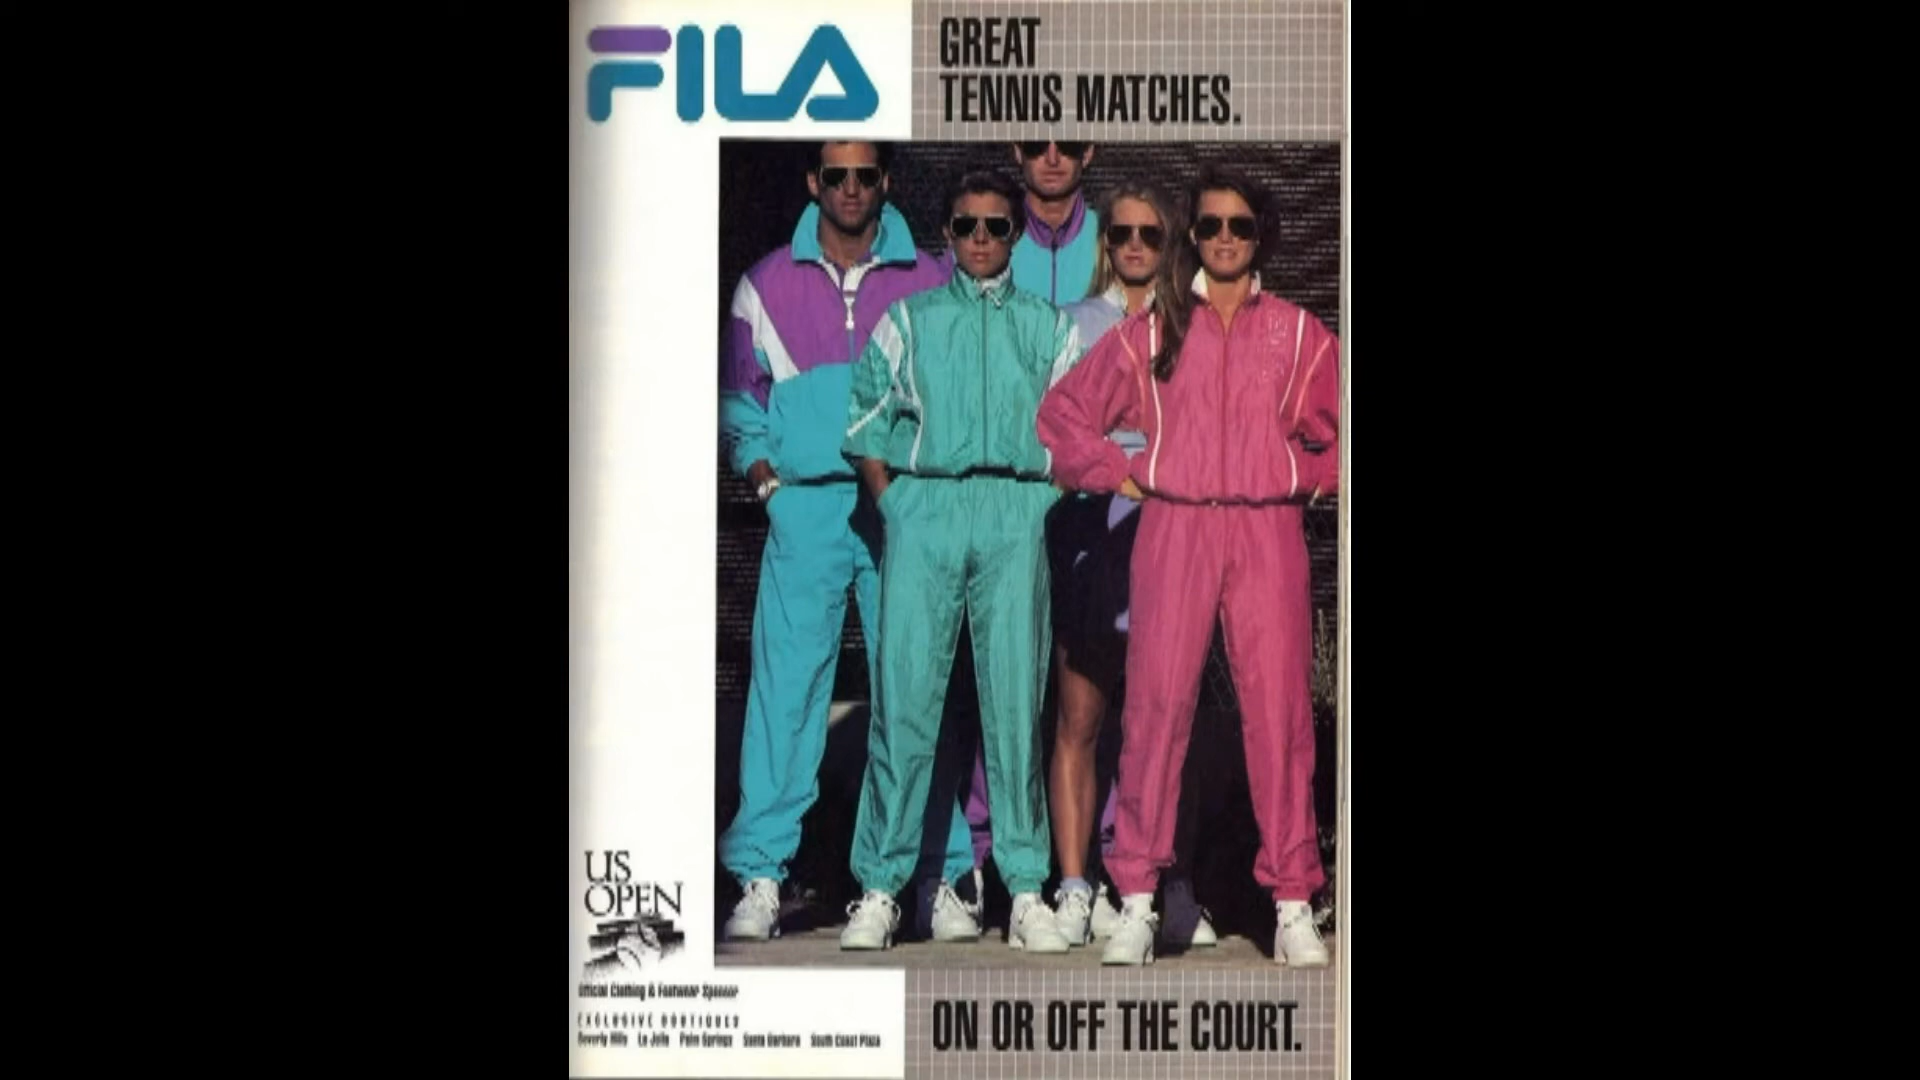 FILA
GREAT
TENNIS MATCHES.
US
OPEN
Official Clothing & Footwear Sponsor
EXCLUSIVE BOUTIQUES
Beverly Hills La Jolla Palm Springs Santa Barbara South Coast Plaza
ON OR OFF THE COURT.